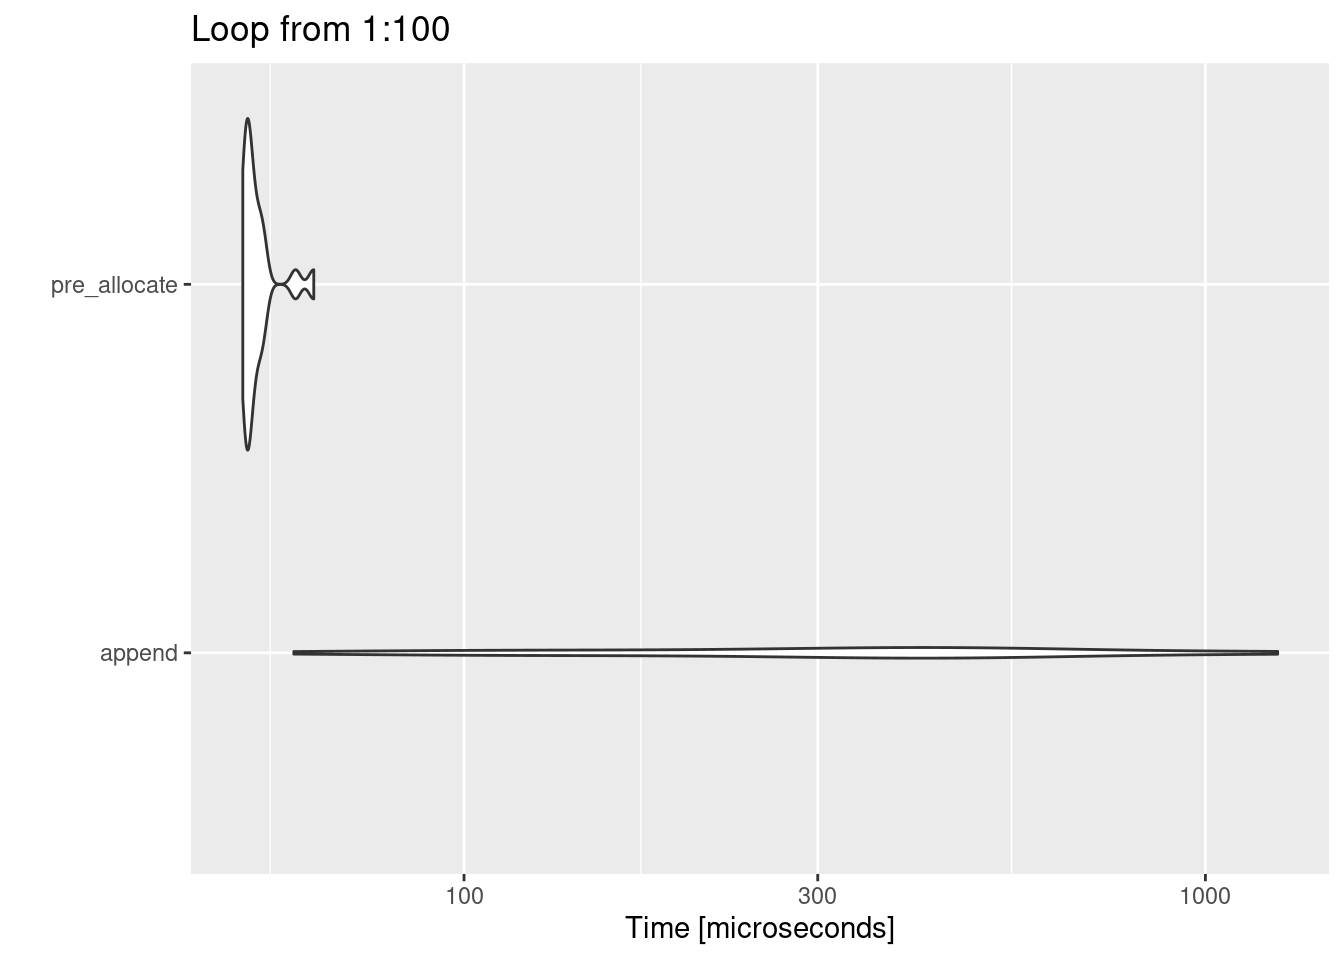 Loop from 1:100
pre_allocate
append
100
300
1000
Time [microseconds]